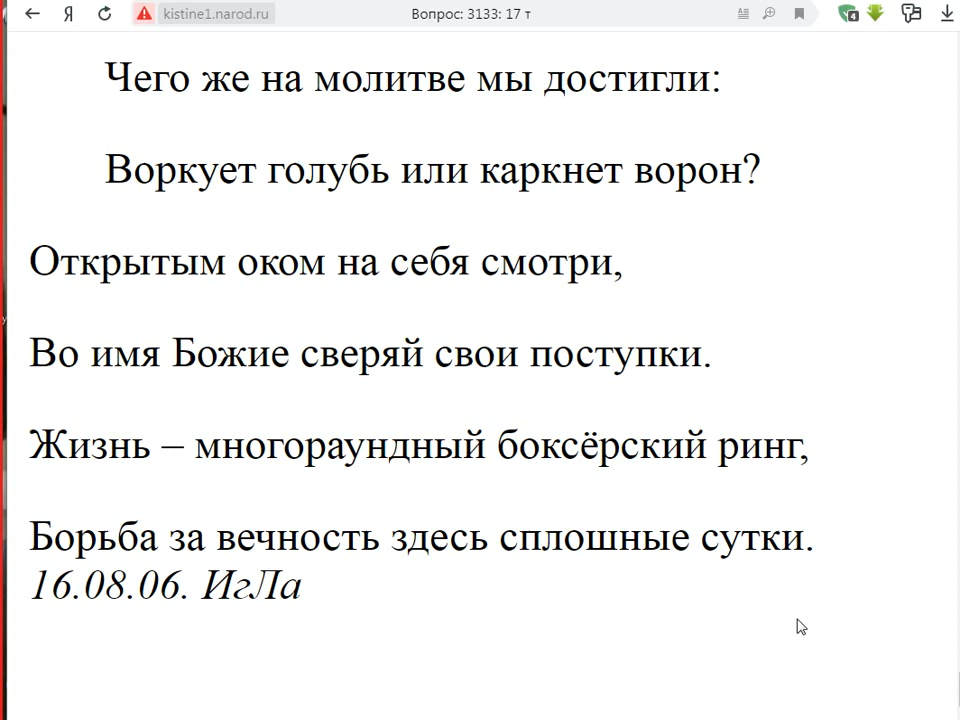 Я kistine1.narod.ru Вопрос: 3133: 17 т 4
Чего же на молитве мы достигли:
Воркует голубь или каркнет ворон?
Открытым оком на себя смотри,
Во имя Божие сверяй свои поступки.
Жизнь – многораундный боксёрский ринг,
Борьба за вечность здесь сплошные сутки.
16.08.06. ИгЛа